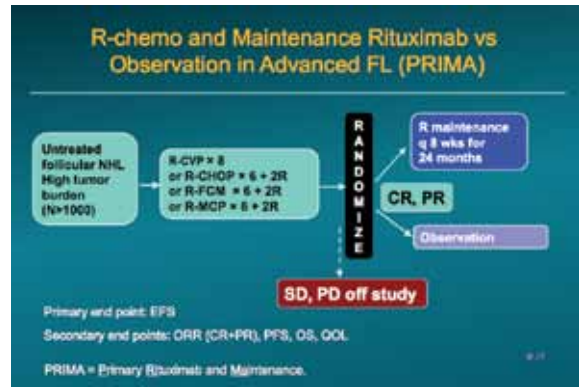 R-chemo and Maintenance Rituximab vs
Observation in Advanced FL (PRIMA)
Untreated
follicular NHL
High tumor
burden
(N>1000)
R-CVP × 8
or R-CHOP × 6 + 2R
or R-FCM × 6 + 2R
or R-MCP × 6 + 2R
RANDOMIZE
R maintenance
q 8 wks for
24 months
CR, PR
Observation
SD, PD off study
Primary end point: EFS
Secondary end points: ORR (CR+PR), PFS, OS, QOL
PRIMA = Primary Rituximab and Maintenance.